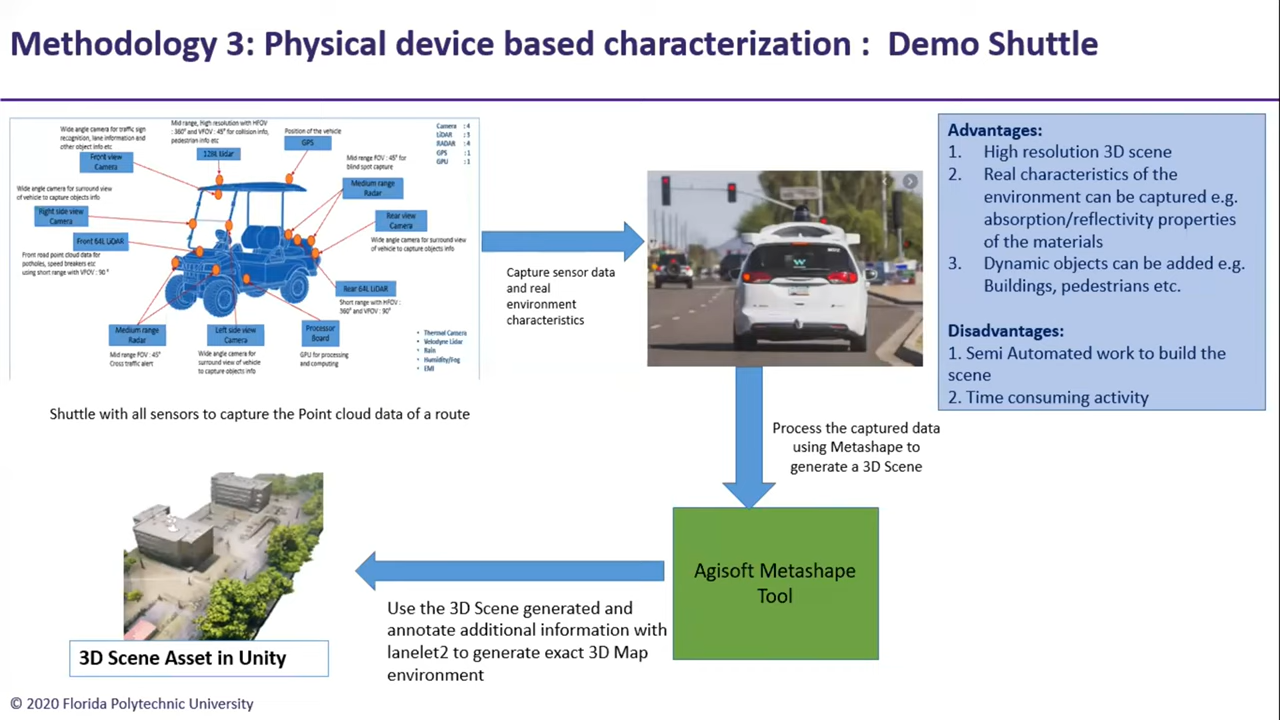 Methodology 3: Physical device based characterization : Demo Shuttle
Wide angle camera for traffic sign
recognition, lane information and
other object info etc
Front view
Camera
Mid range, high resolution with HFOV
: 360° and VFOV : 45° for collision info,
pedestrian info etc
128L Lidar
Position of the vehicle
GPS
Camera : 4
LiDAR : 3
RADAR : 4
GPS : 1
GPU : 1
Mid range FOV : 45° for
blind spot capture
Medium range
Radar
Wide angle camera for surround view
of vehicle to capture objects info
Right side view
Camera
Rear view
Camera
Wide angle camera for surround view
of vehicle to capture objects info
Front 64L LiDAR
Front road point cloud data for
potholes, speed breakers etc
using short range with VFOV : 90°
Rear 64L LiDAR
Short range with HFOV :
360° and VFOV : 90°
Medium range
Radar
Mid range FOV : 45°
Cross traffic alert
Left side view
Camera
Wide angle camera for
surround view of vehicle
to capture objects info
Processor
Board
GPU for processing
and computing
• Thermal Camera
• Velodyne Lidar
• Rain
• Humidity/Fog
• EMI
Shuttle with all sensors to capture the Point cloud data of a route
Capture sensor data
and real
environment
characteristics
Advantages:
1. High resolution 3D scene
2. Real characteristics of the
environment can be captured e.g.
absorption/reflectivity properties
of the materials
3. Dynamic objects can be added e.g.
Buildings, pedestrians etc.
Disadvantages:
1. Semi Automated work to build the
scene
2. Time consuming activity
Process the captured data
using Metashape to
generate a 3D Scene
Agisoft Metashape
Tool
Use the 3D Scene generated and
annotate additional information with
lanelet2 to generate exact 3D Map
environment
3D Scene Asset in Unity
© 2020 Florida Polytechnic University